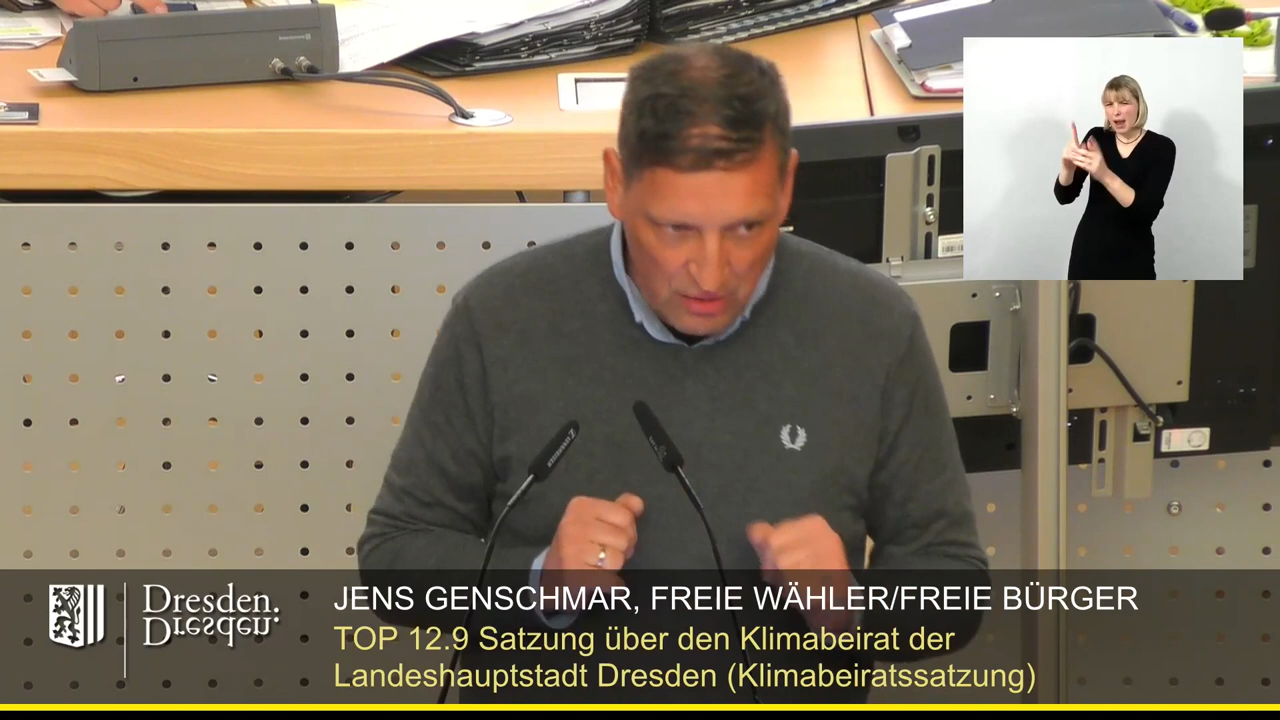 Dresden.
Dresden.
JENS GENSCHMAR, FREIE WÄHLER/FREIE BÜRGER
TOP 12.9 Satzung über den Klimabeirat der
Landeshauptstadt Dresden (Klimabeiratssatzung)